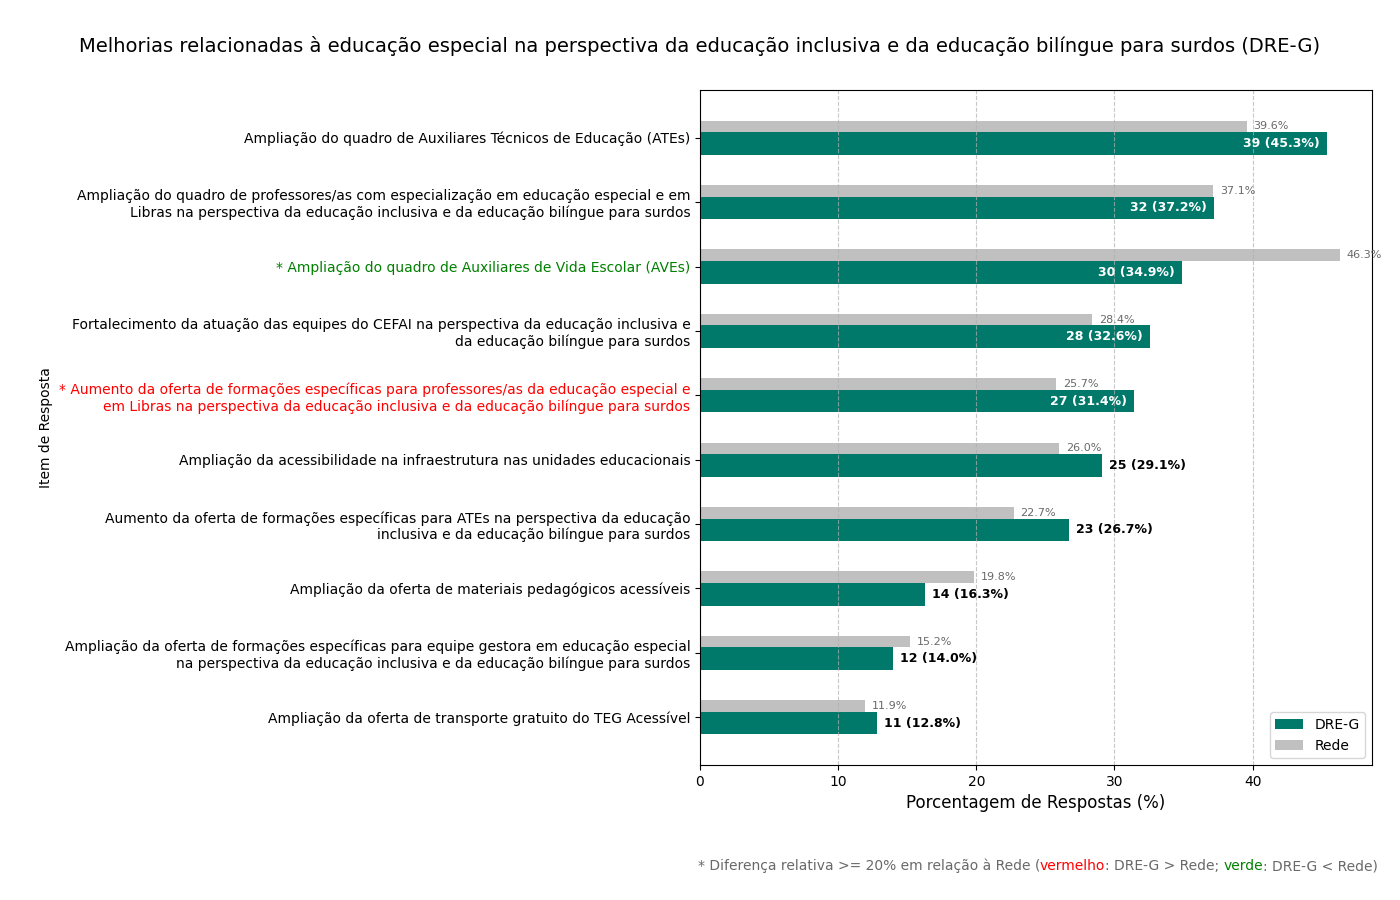 Melhorias relacionadas à educação especial na perspectiva da educação inclusiva e da educação bilíngue para surdos (DRE-G)
Item de Resposta
Ampliação do quadro de Auxiliares Técnicos de Educação (ATEs)
39.6%
39 (45.3%)
Ampliação do quadro de professores/as com especialização em educação especial e em
Libras na perspectiva da educação inclusiva e da educação bilíngue para surdos
37.1%
32 (37.2%)
* Ampliação do quadro de Auxiliares de Vida Escolar (AVEs)
46.3%
30 (34.9%)
Fortalecimento da atuação das equipes do CEFAI na perspectiva da educação inclusiva e
da educação bilíngue para surdos
28.4%
28 (32.6%)
* Aumento da oferta de formações específicas para professores/as da educação especial e
em Libras na perspectiva da educação inclusiva e da educação bilíngue para surdos
25.7%
27 (31.4%)
Ampliação da acessibilidade na infraestrutura nas unidades educacionais
26.0%
25 (29.1%)
Aumento da oferta de formações específicas para ATEs na perspectiva da educação
inclusiva e da educação bilíngue para surdos
22.7%
23 (26.7%)
Ampliação da oferta de materiais pedagógicos acessíveis
19.8%
14 (16.3%)
Ampliação da oferta de formações específicas para equipe gestora em educação especial
na perspectiva da educação inclusiva e da educação bilíngue para surdos
15.2%
12 (14.0%)
Ampliação da oferta de transporte gratuito do TEG Acessível
11.9%
11 (12.8%)
DRE-G
Rede
0 10 20 30 40
Porcentagem de Respostas (%)
* Diferença relativa >= 20% em relação à Rede (vermelho: DRE-G > Rede; verde: DRE-G < Rede)